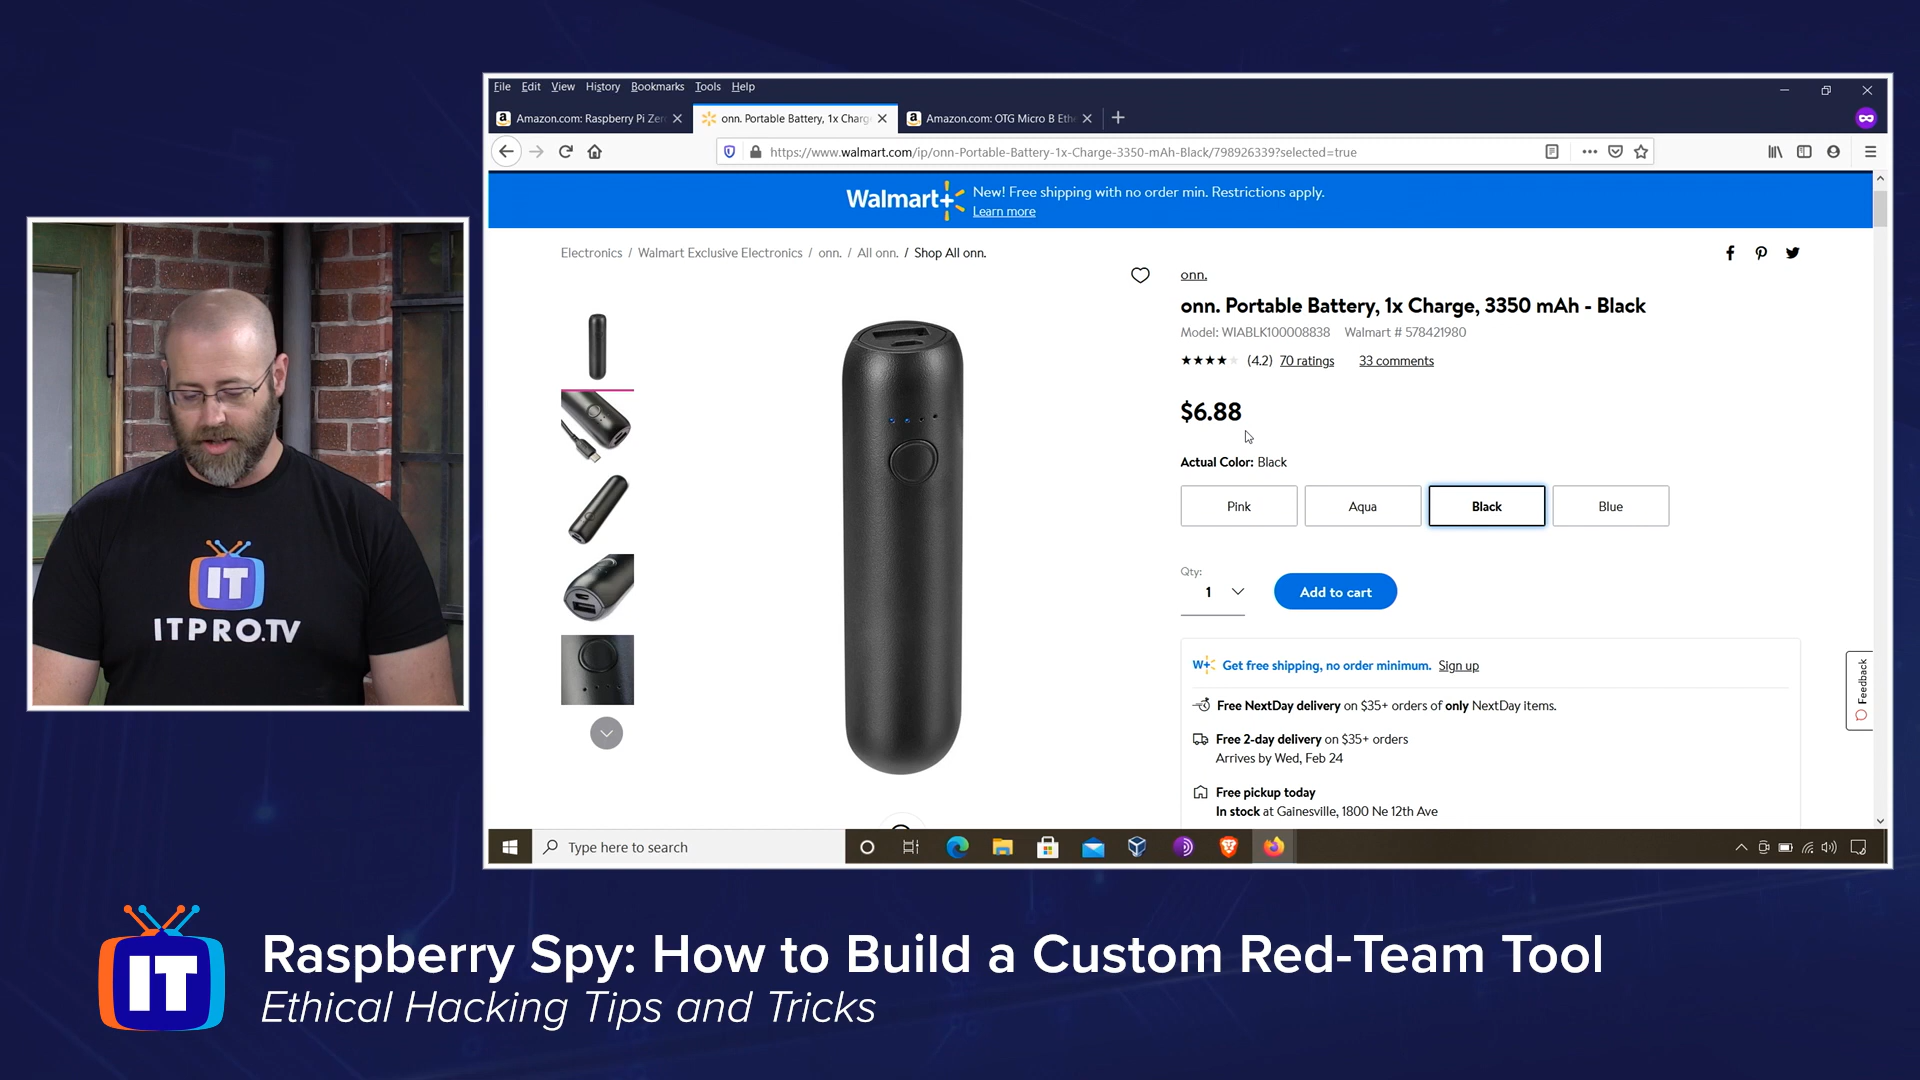 File Edit View History Bookmarks Tools Help
Amazon.com: Raspberry Pi Zer
onn. Portable Battery, 1x Charg
Amazon.com: OTG Micro B Ethe
https://www.walmart.com/ip/onn-Portable-Battery-1x-Charge-3350-mAh-Black/798926339?selected=true
Walmart+
New! Free shipping with no order min. Restrictions apply.
Learn more
Electronics / Walmart Exclusive Electronics / onn. / All onn. / Shop All onn.
onn.
onn. Portable Battery, 1x Charge, 3350 mAh - Black
Model: WIABLK100008838 Walmart # 578421980
(4.2) 70 ratings 33 comments
$6.88
Actual Color: Black
Pink Aqua Black Blue
Qty:
1
Add to cart
W+ Get free shipping, no order minimum. Sign up
Free NextDay delivery on $35+ orders of only NextDay items.
Free 2-day delivery on $35+ orders
Arrives by Wed, Feb 24
Free pickup today
In stock at Gainesville, 1800 Ne 12th Ave
Feedback
Type here to search
IT
ITPRO.TV
IT
Raspberry Spy: How to Build a Custom Red-Team Tool
Ethical Hacking Tips and Tricks